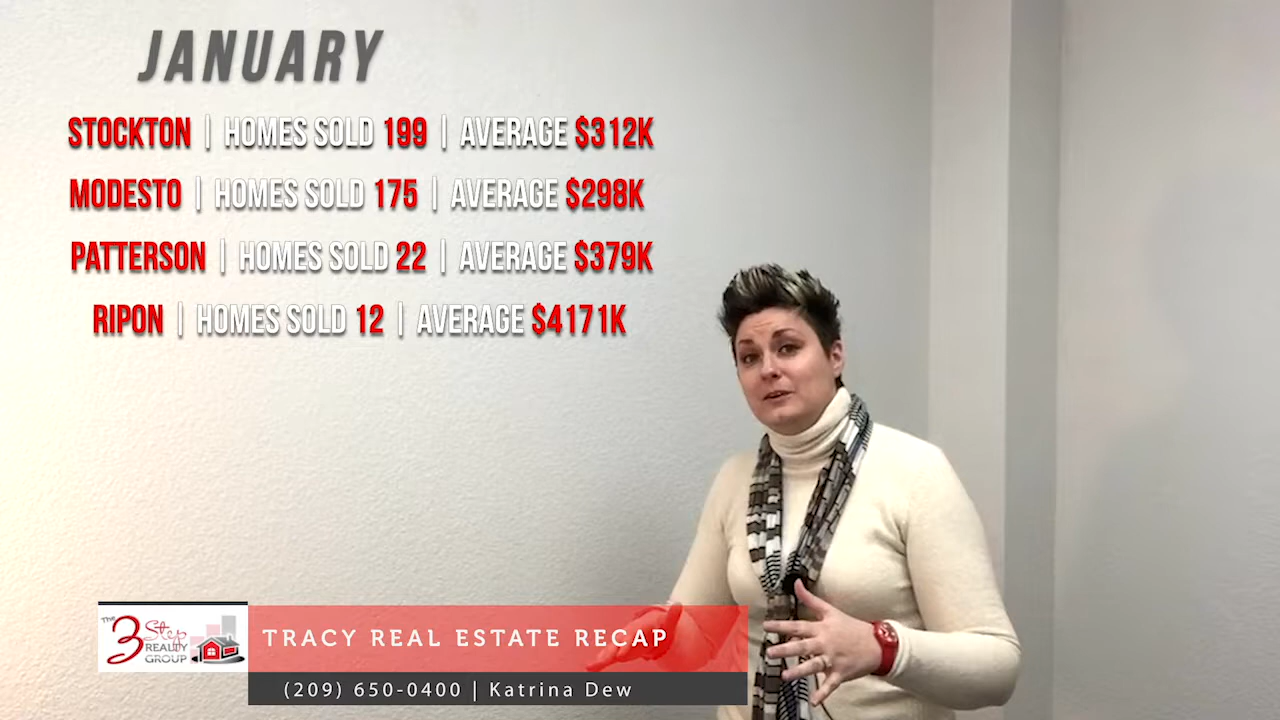 JANUARY
STOCKTON | HOMES SOLD 199 | AVERAGE $312K
MODESTO | HOMES SOLD 175 | AVERAGE $298K
PATTERSON | HOMES SOLD 22 | AVERAGE $379K
RIPON | HOMES SOLD 12 | AVERAGE $4171K
The 3 Step
REALTY
GROUP
TRACY REAL ESTATE RECAP
(209) 650-0400 | Katrina Dew